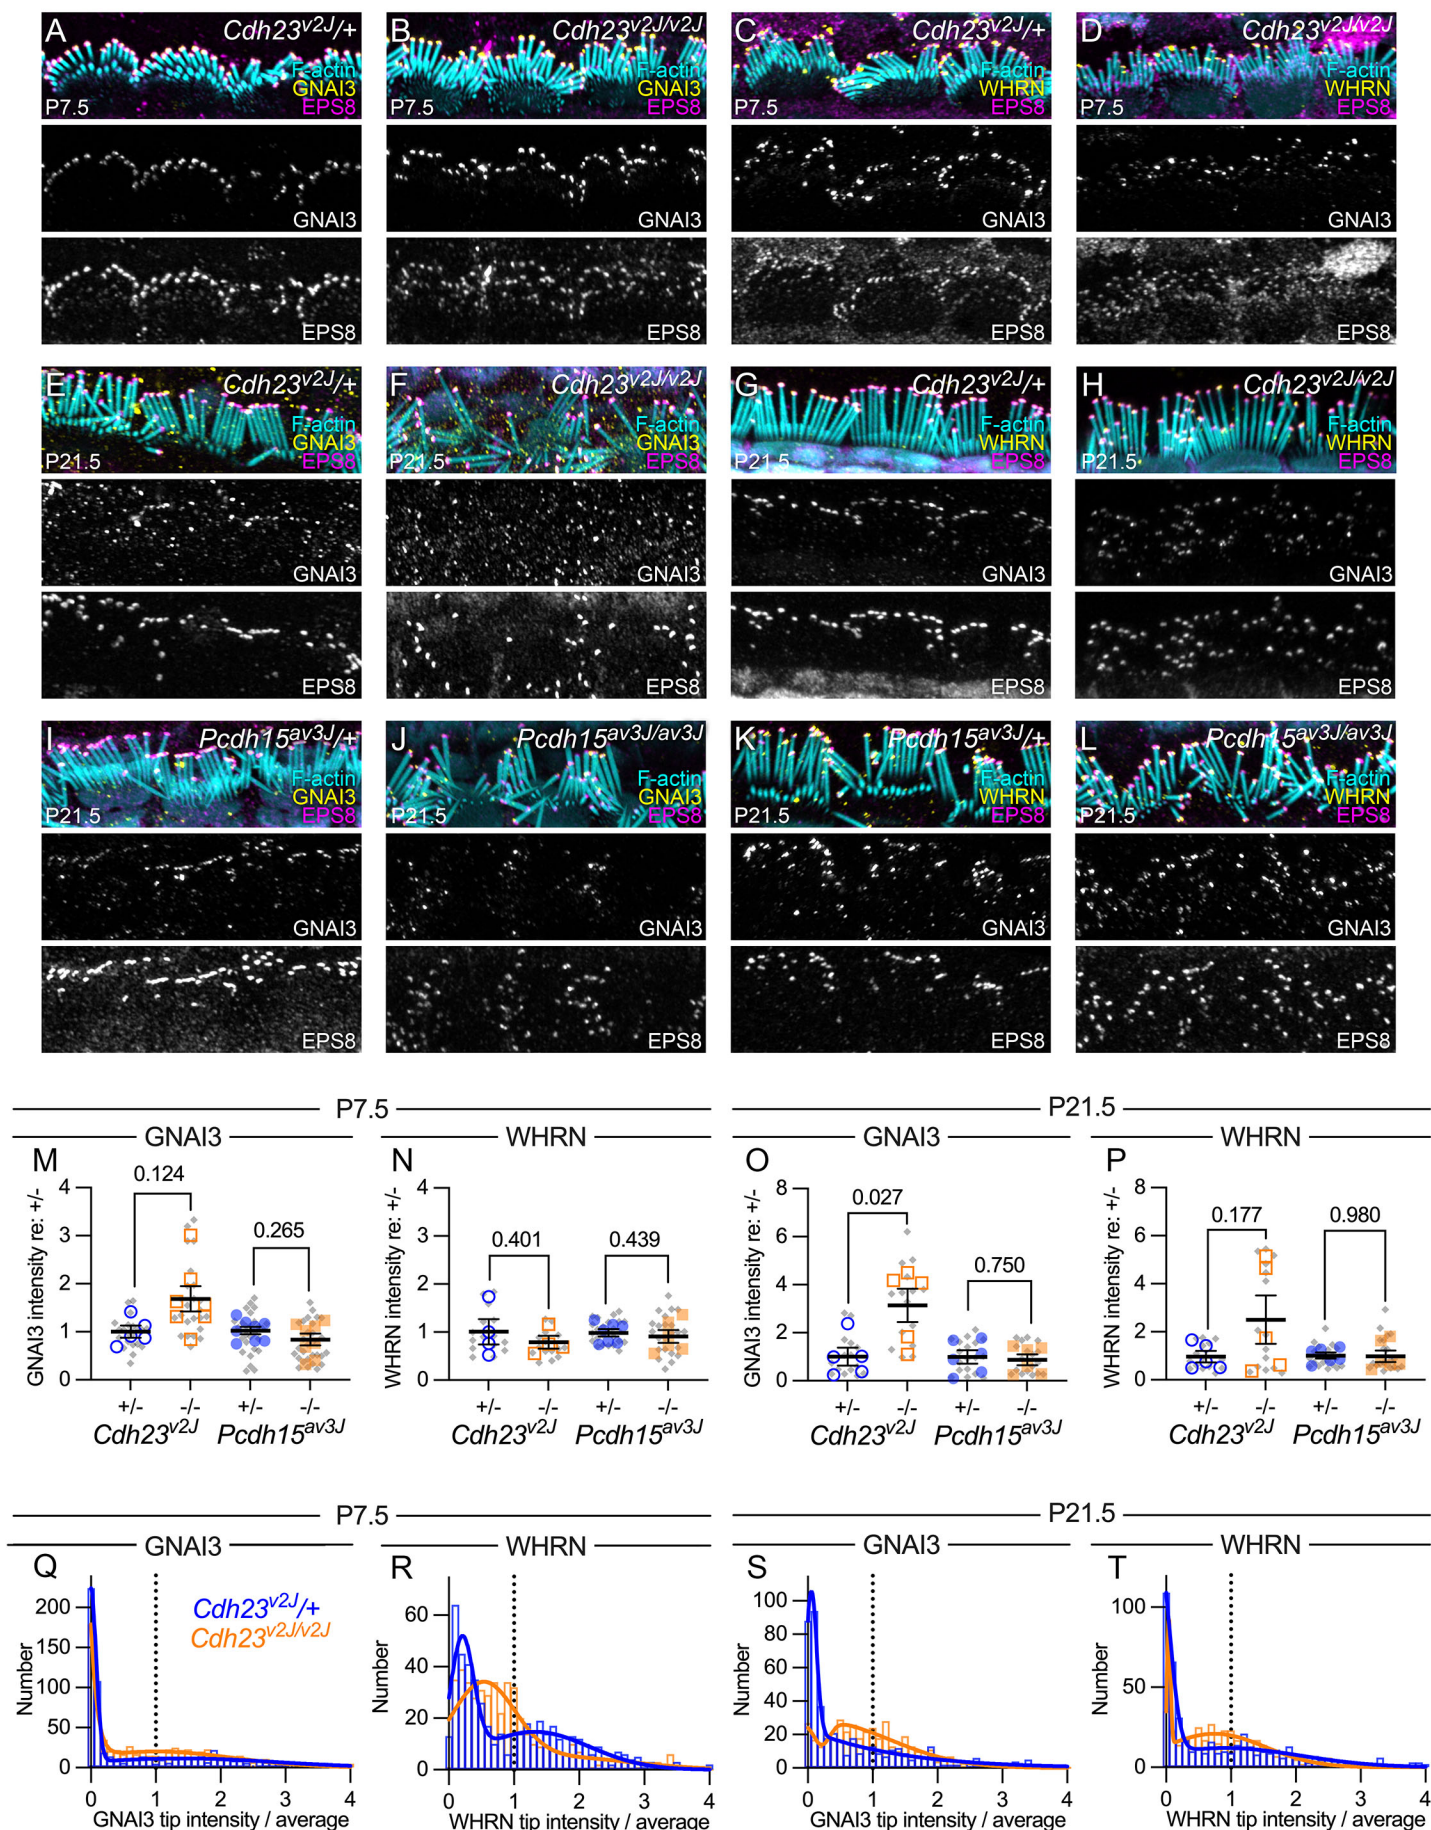 A Cdh23v2J/+
F-actin
GNAI3
P7.5 EPS8
GNAI3
EPS8
B Cdh23v2J/v2J
F-actin
GNAI3
P7.5 EPS8
GNAI3
EPS8
C Cdh23v2J/+
F-actin
WHRN
P7.5 EPS8
GNAI3
EPS8
D Cdh23v2J/v2J
F-actin
WHRN
P7.5 EPS8
GNAI3
EPS8
E Cdh23v2J/+
F-actin
GNAI3
P21.5 EPS8
GNAI3
EPS8
F Cdh23v2J/v2J
F-actin
GNAI3
P21.5 EPS8
GNAI3
EPS8
G Cdh23v2J/+
F-actin
WHRN
P21.5 EPS8
GNAI3
EPS8
H Cdh23v2J/v2J
F-actin
WHRN
P21.5 EPS8
GNAI3
EPS8
I Pcdh15av3J/+
F-actin
GNAI3
P21.5 EPS8
GNAI3
EPS8
J Pcdh15av3J/av3J
F-actin
GNAI3
P21.5 EPS8
GNAI3
EPS8
K Pcdh15av3J/+
F-actin
WHRN
P21.5 EPS8
GNAI3
EPS8
L Pcdh15av3J/av3J
F-actin
WHRN
P21.5 EPS8
GNAI3
EPS8
P7.5
P21.5
GNAI3
WHRN
GNAI3
WHRN
M
GNAI3 intensity re: +/-
4
3
2
1
0
0.124
0.265
+/- -/- +/- -/-
Cdh23v2J Pcdh15av3J
N
WHRN intensity re: +/-
4
3
2
1
0
0.401
0.439
+/- -/- +/- -/-
Cdh23v2J Pcdh15av3J
O
GNAI3 intensity re: +/-
8
6
4
2
0
0.027
0.750
+/- -/- +/- -/-
Cdh23v2J Pcdh15av3J
P
WHRN intensity re: +/-
8
6
4
2
0
0.177
0.980
+/- -/- +/- -/-
Cdh23v2J Pcdh15av3J
P7.5
P21.5
GNAI3
WHRN
GNAI3
WHRN
Q
Cdh23v2J/+
Cdh23v2J/v2J
Number
200
150
100
50
0
0 1 2 3 4
GNAI3 tip intensity / average
R
Number
60
40
20
0
0 1 2 3 4
WHRN tip intensity / average
S
Number
100
80
60
40
20
0
0 1 2 3 4
GNAI3 tip intensity / average
T
Number
100
50
0
0 1 2 3 4
WHRN tip intensity / average